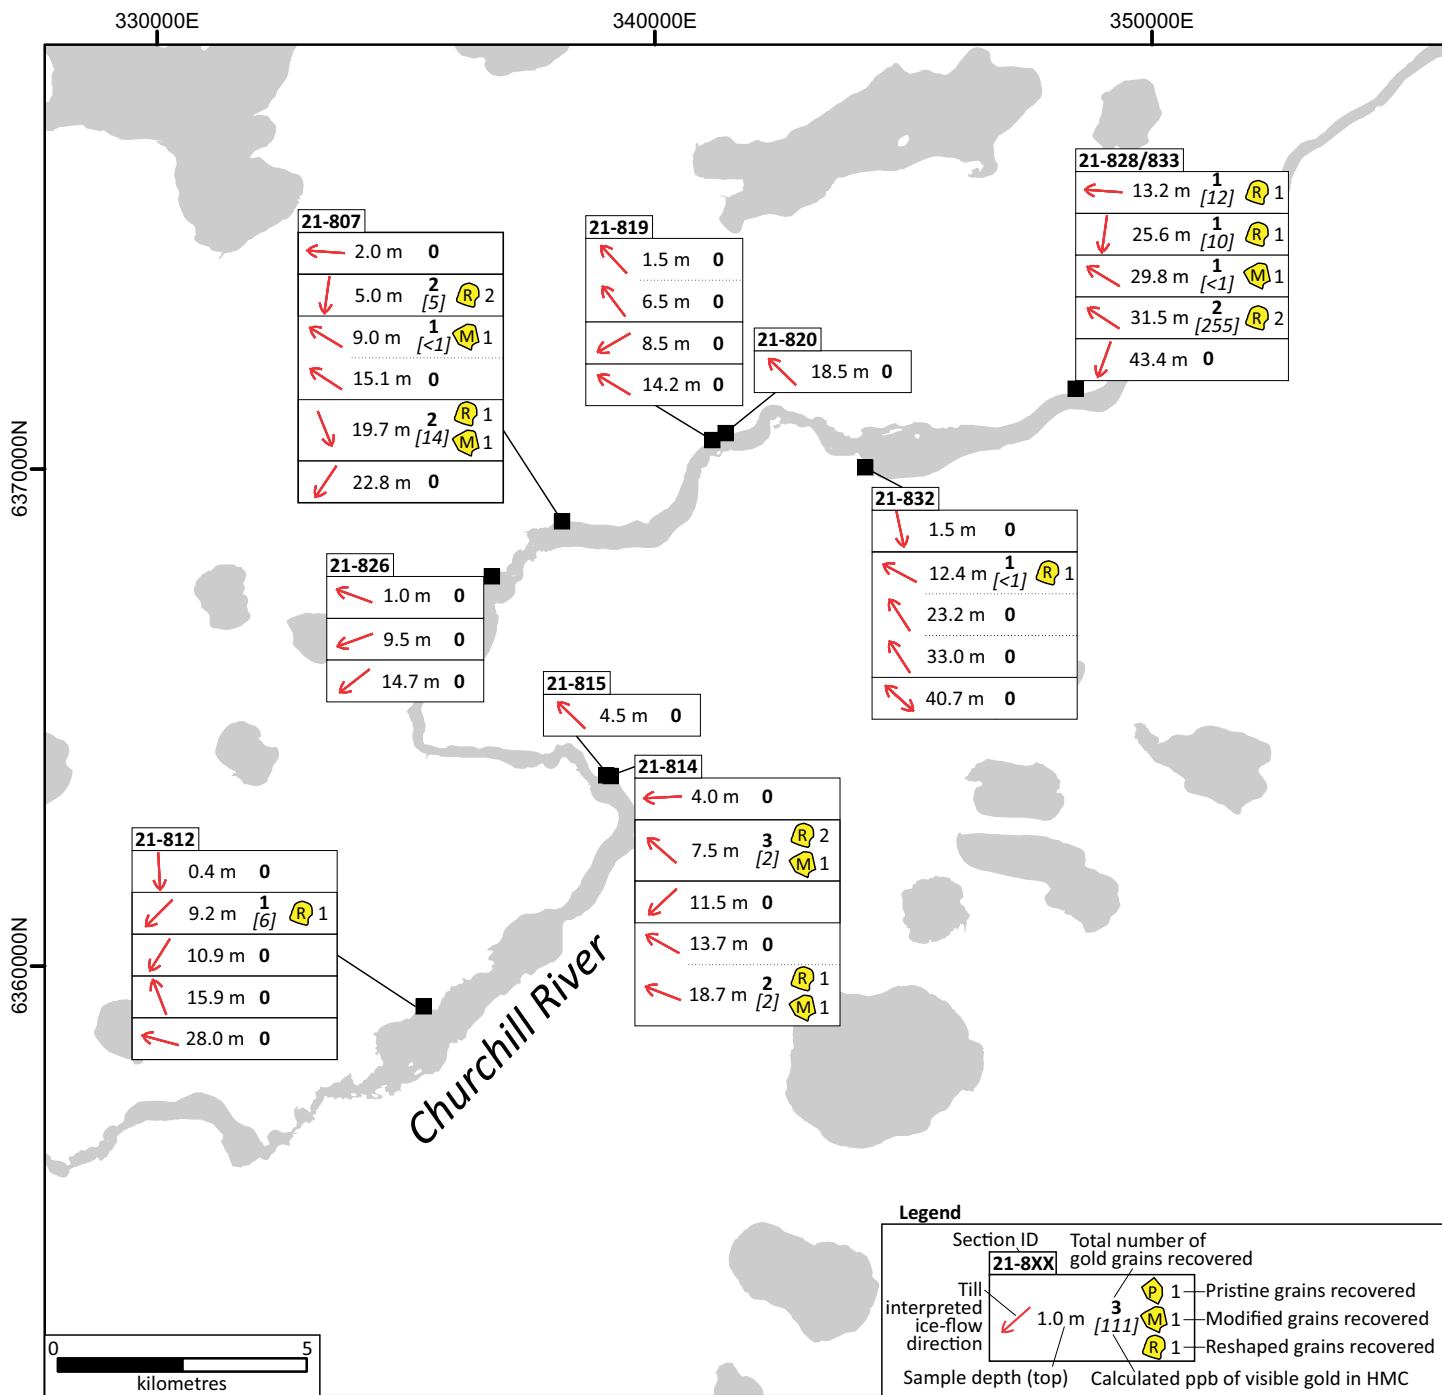 330000E 340000E 350000E
6370000N
6360000N
21-828/833
13.2 m 1 [12] R 1
25.6 m 1 [10] R 1
29.8 m 1 [<1] M 1
31.5 m 2 [255] R 2
43.4 m 0
21-807
2.0 m 0
5.0 m 2 [5] R 2
9.0 m 1 [<1] M 1
15.1 m 0
19.7 m 2 [14] R 1 M 1
22.8 m 0
21-819
1.5 m 0
6.5 m 0
8.5 m 0
14.2 m 0
21-820
18.5 m 0
21-832
1.5 m 0
12.4 m 1 [<1] R 1
23.2 m 0
33.0 m 0
40.7 m 0
21-826
1.0 m 0
9.5 m 0
14.7 m 0
21-815
4.5 m 0
21-814
4.0 m 0
7.5 m 3 [2] R 2 M 1
11.5 m 0
13.7 m 0
18.7 m 2 [2] R 1 M 1
21-812
0.4 m 0
9.2 m 1 [6] R 1
10.9 m 0
15.9 m 0
28.0 m 0
Churchill River
Legend
Section ID
21-8XX
Total number of
gold grains recovered
Till
interpreted
ice-flow
direction
1.0 m 3 [111]
P 1 Pristine grains recovered
M 1 Modified grains recovered
R 1 Reshaped grains recovered
Sample depth (top)
Calculated ppb of visible gold in HMC
0 5
kilometres